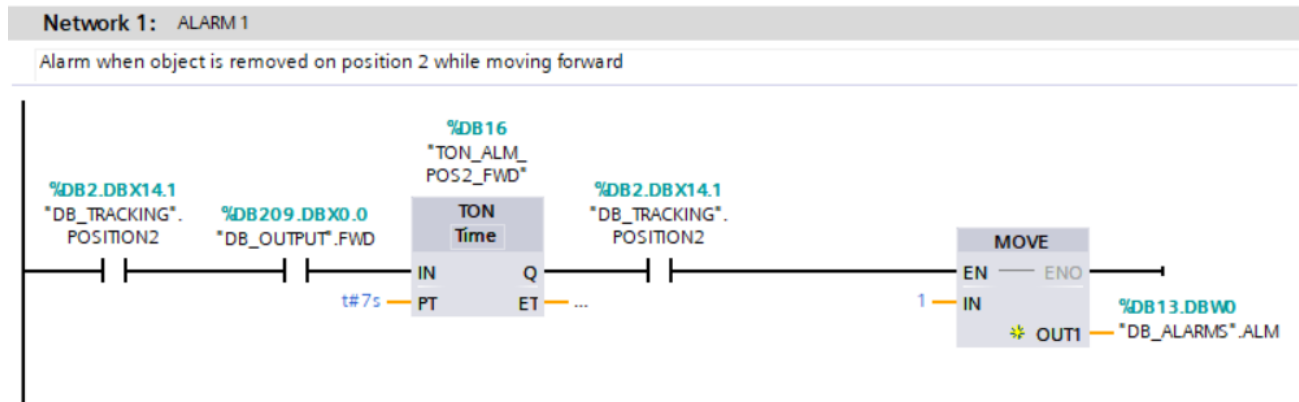 Network 1: ALARM 1
Alarm when object is removed on position 2 while moving forward
%DB16
"TON_ALM_
POS2_FWD"
%DB2.DBX14.1
"DB_TRACKING".
POSITION2
%DB209.DBX0.0
"DB_OUTPUT".FWD
TON
Time
IN
Q
t#7s
PT
ET
...
%DB2.DBX14.1
"DB_TRACKING".
POSITION2
MOVE
EN
ENO
1
IN
OUT1
%DB13.DBW0
"DB_ALARMS".ALM